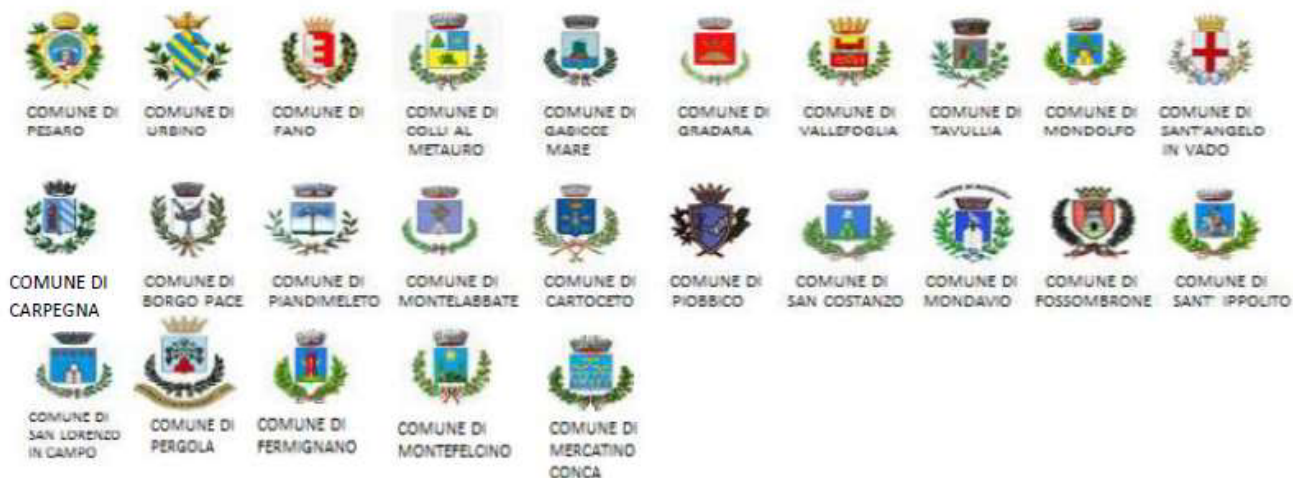 COMUNE DI
PESARO
COMUNE DI
URBINO
COMUNE DI
FANO
COMUNE DI
COLLI AL
METAURO
COMUNE DI
GABICCE
MARE
COMUNE DI
GRADARA
COMUNE DI
VALLEFOGLIA
COMUNE DI
TAVULLIA
COMUNE DI
MONDOLFO
COMUNE DI
SANT'ANGELO
IN VADO
COMUNE DI
CARPEGNA
COMUNE DI
BORGO PACE
COMUNE DI
PIANDIMELETO
COMUNE DI
MONTELABBATE
COMUNE DI
CARTOCETO
COMUNE DI
PIOBBICO
COMUNE DI
SAN COSTANZO
COMUNE DI
MONDAVIO
COMUNE DI
FOSSOMBRONE
COMUNE DI
SANT' IPPOLITO
COMUNE DI
SAN LORENZO
IN CAMPO
COMUNE DI
PERGOLA
COMUNE DI
FERMIGNANO
COMUNE DI
MONTEFELCINO
COMUNE DI
MERCATINO
CONCA